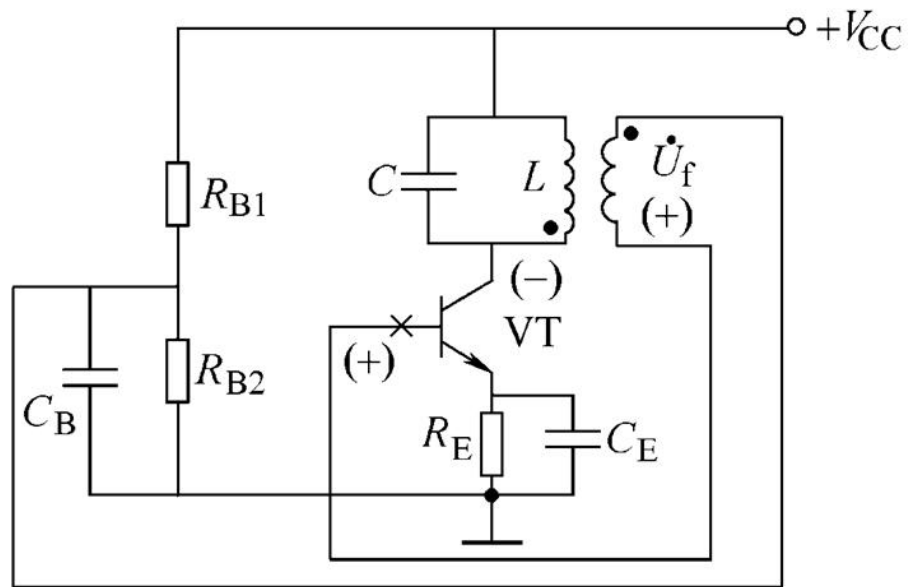 +V_CC
R_B1
C
L
U̇_f
(+)
(−)
VT
(+)
R_B2
C_B
R_E
C_E